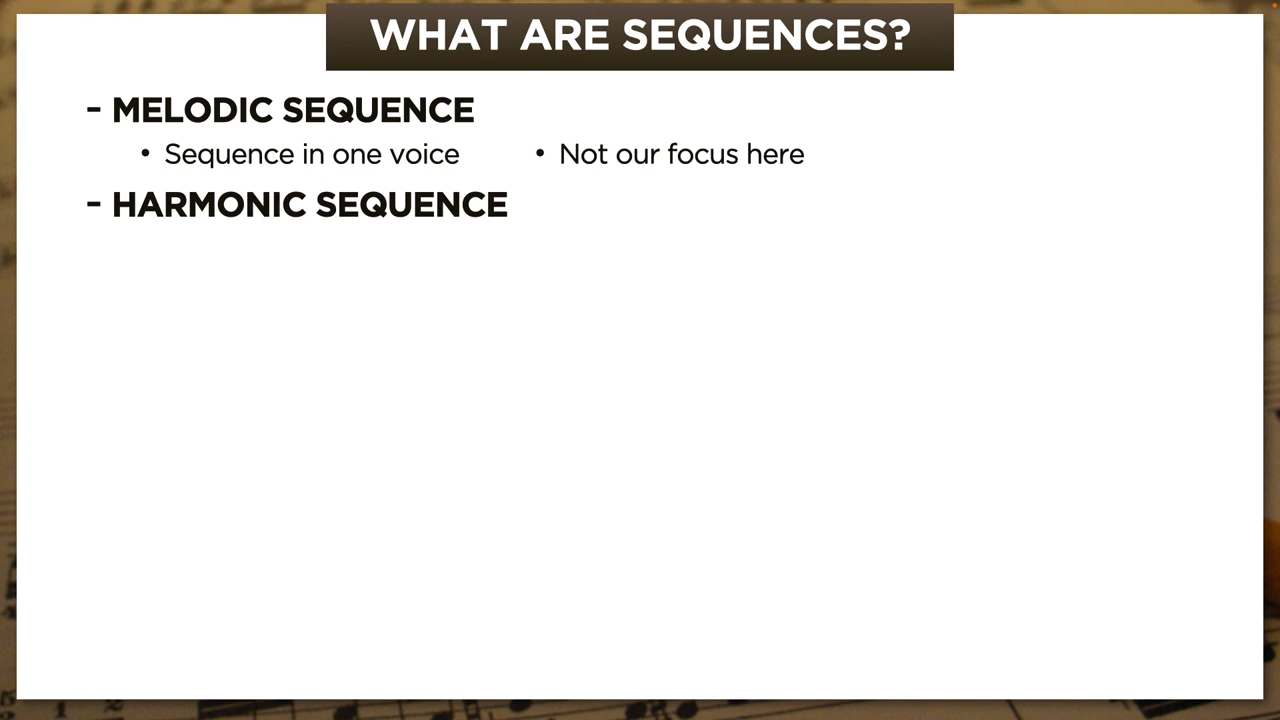 WHAT ARE SEQUENCES?
- MELODIC SEQUENCE
• Sequence in one voice • Not our focus here
- HARMONIC SEQUENCE